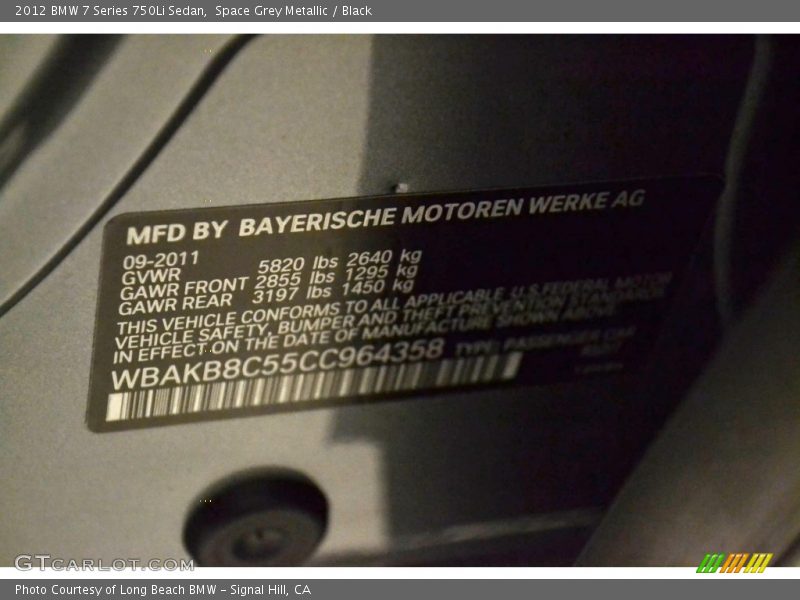 2012 BMW 7 Series 750Li Sedan, Space Grey Metallic / Black
MFD BY BAYERISCHE MOTOREN WERKE AG
09-2011
GVWR 5820 lbs 2640 kg
GAWR FRONT 2855 lbs 1295 kg
GAWR REAR 3197 lbs 1450 kg
THIS VEHICLE CONFORMS TO ALL APPLICABLE U.S FEDERAL MOTOR
VEHICLE SAFETY, BUMPER AND THEFT PREVENTION STANDARDS
IN EFFECT ON THE DATE OF MANUFACTURE SHOWN ABOVE
WBAKB8C55CC964358 TYPE: PASSENGER CAR
GTCARLOT.COM
Photo Courtesy of Long Beach BMW - Signal Hill, CA